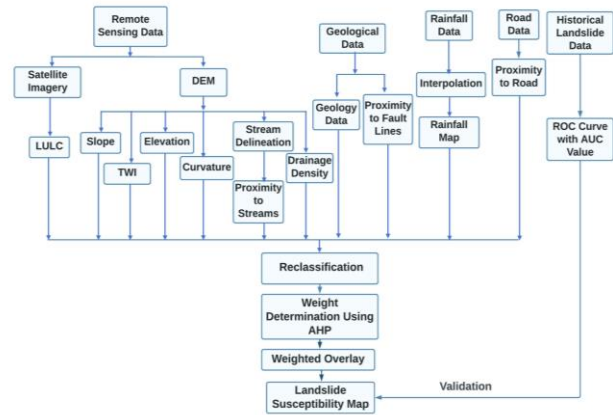 Remote
Sensing Data
Geological
Data
Rainfall
Data
Road
Data
Historical
Landslide
Data
Satellite
Imagery
DEM
Geology
Data
Proximity
to Fault
Lines
Interpolation
Proximity
to Road
LULC
Slope
TWI
Elevation
Curvature
Stream
Delineation
Proximity
to
Streams
Drainage
Density
Rainfall
Map
ROC Curve
with AUC
Value
Reclassification
Weight
Determination Using
AHP
Weighted Overlay
Landslide
Susceptibility Map
Validation